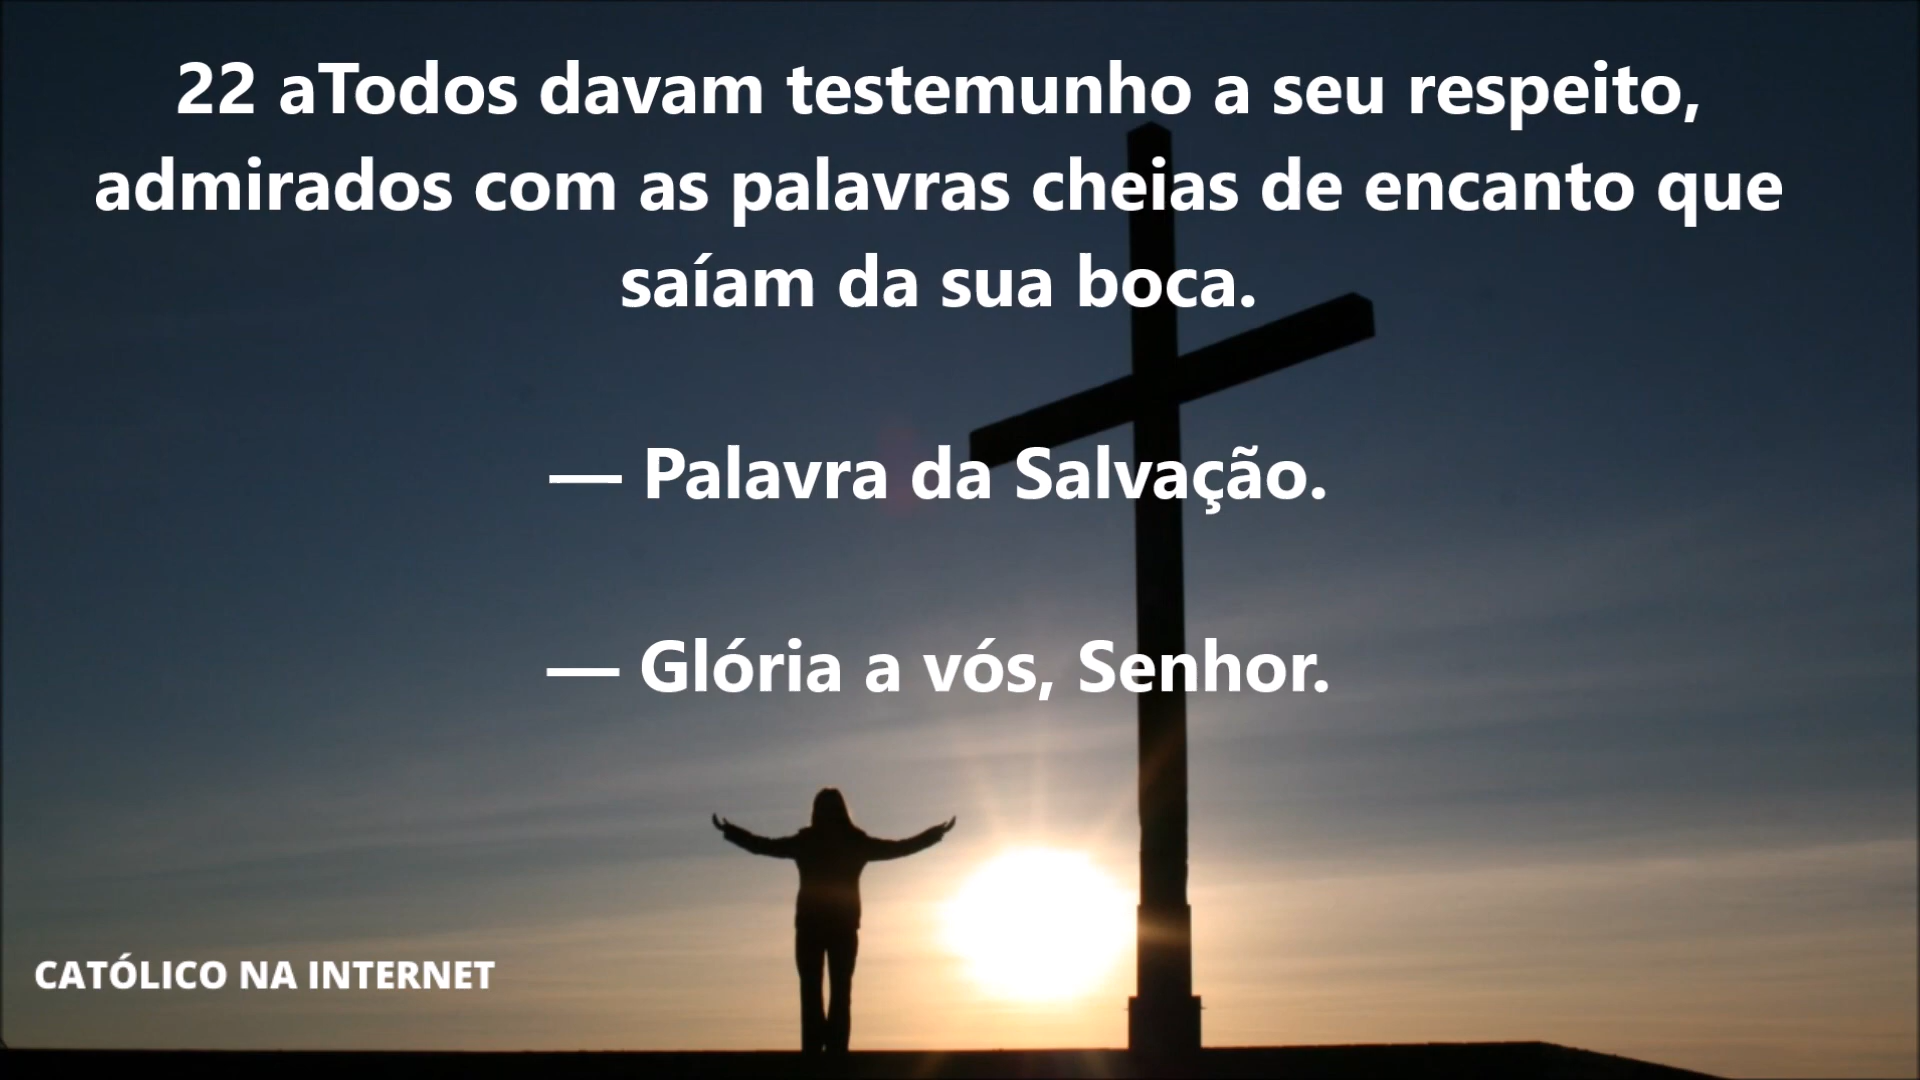 22 aTodos davam testemunho a seu respeito,
admirados com as palavras cheias de encanto que
saíam da sua boca.
— Palavra da Salvação.
— Glória a vós, Senhor.
CATÓLICO NA INTERNET